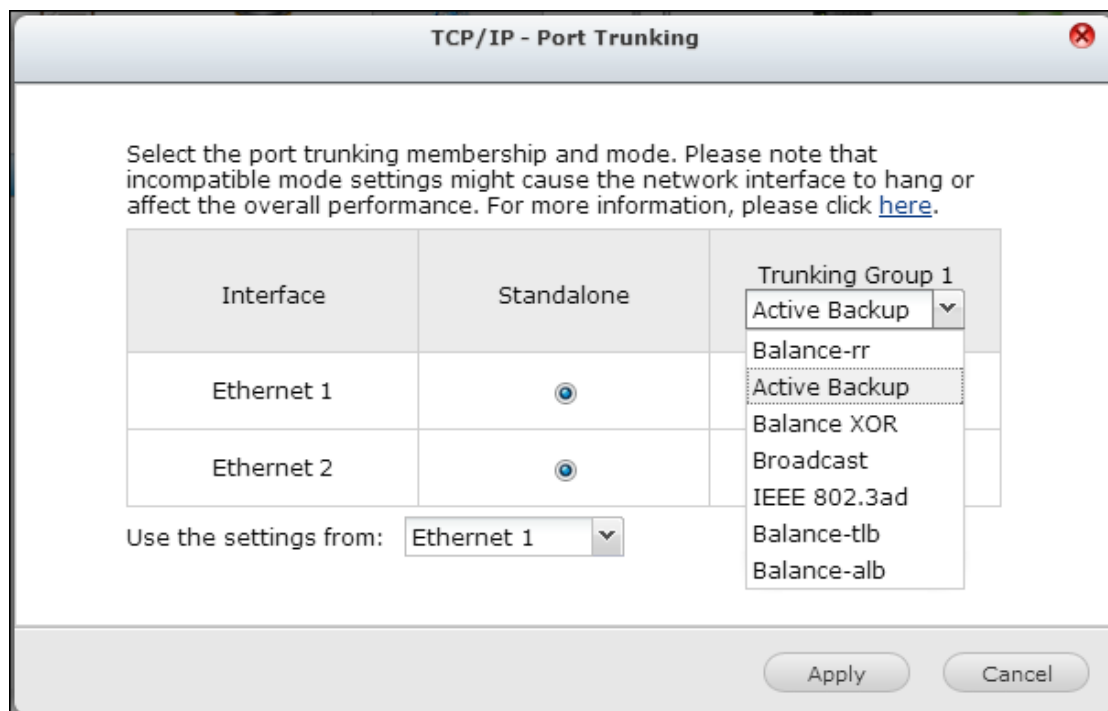 TCP/IP - Port Trunking
Select the port trunking membership and mode. Please note that
incompatible mode settings might cause the network interface to hang or
affect the overall performance. For more information, please click here.
Interface
Standalone
Trunking Group 1
Active Backup
Balance-rr
Active Backup
Balance XOR
Broadcast
IEEE 802.3ad
Balance-tlb
Balance-alb
Ethernet 1
Ethernet 2
Use the settings from: Ethernet 1
Apply
Cancel